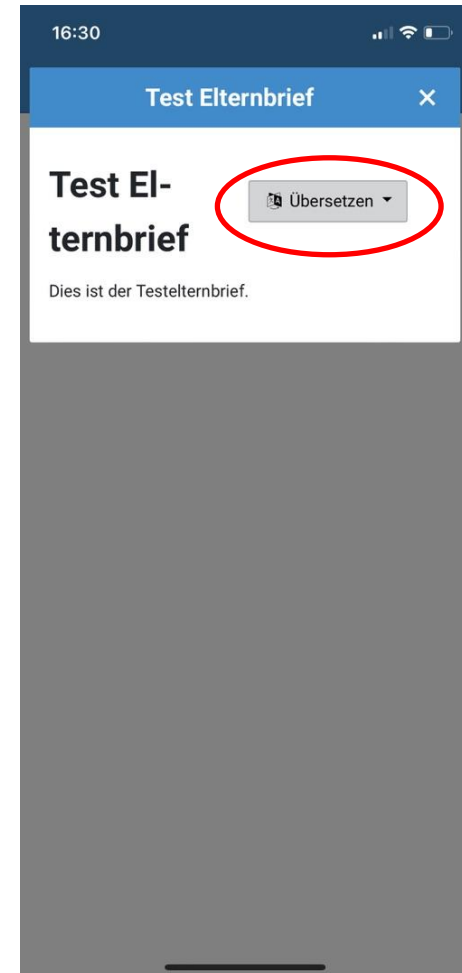 16:30
Test Elternbrief ×
Test El-
ternbrief
Übersetzen
Dies ist der Testelternbrief.